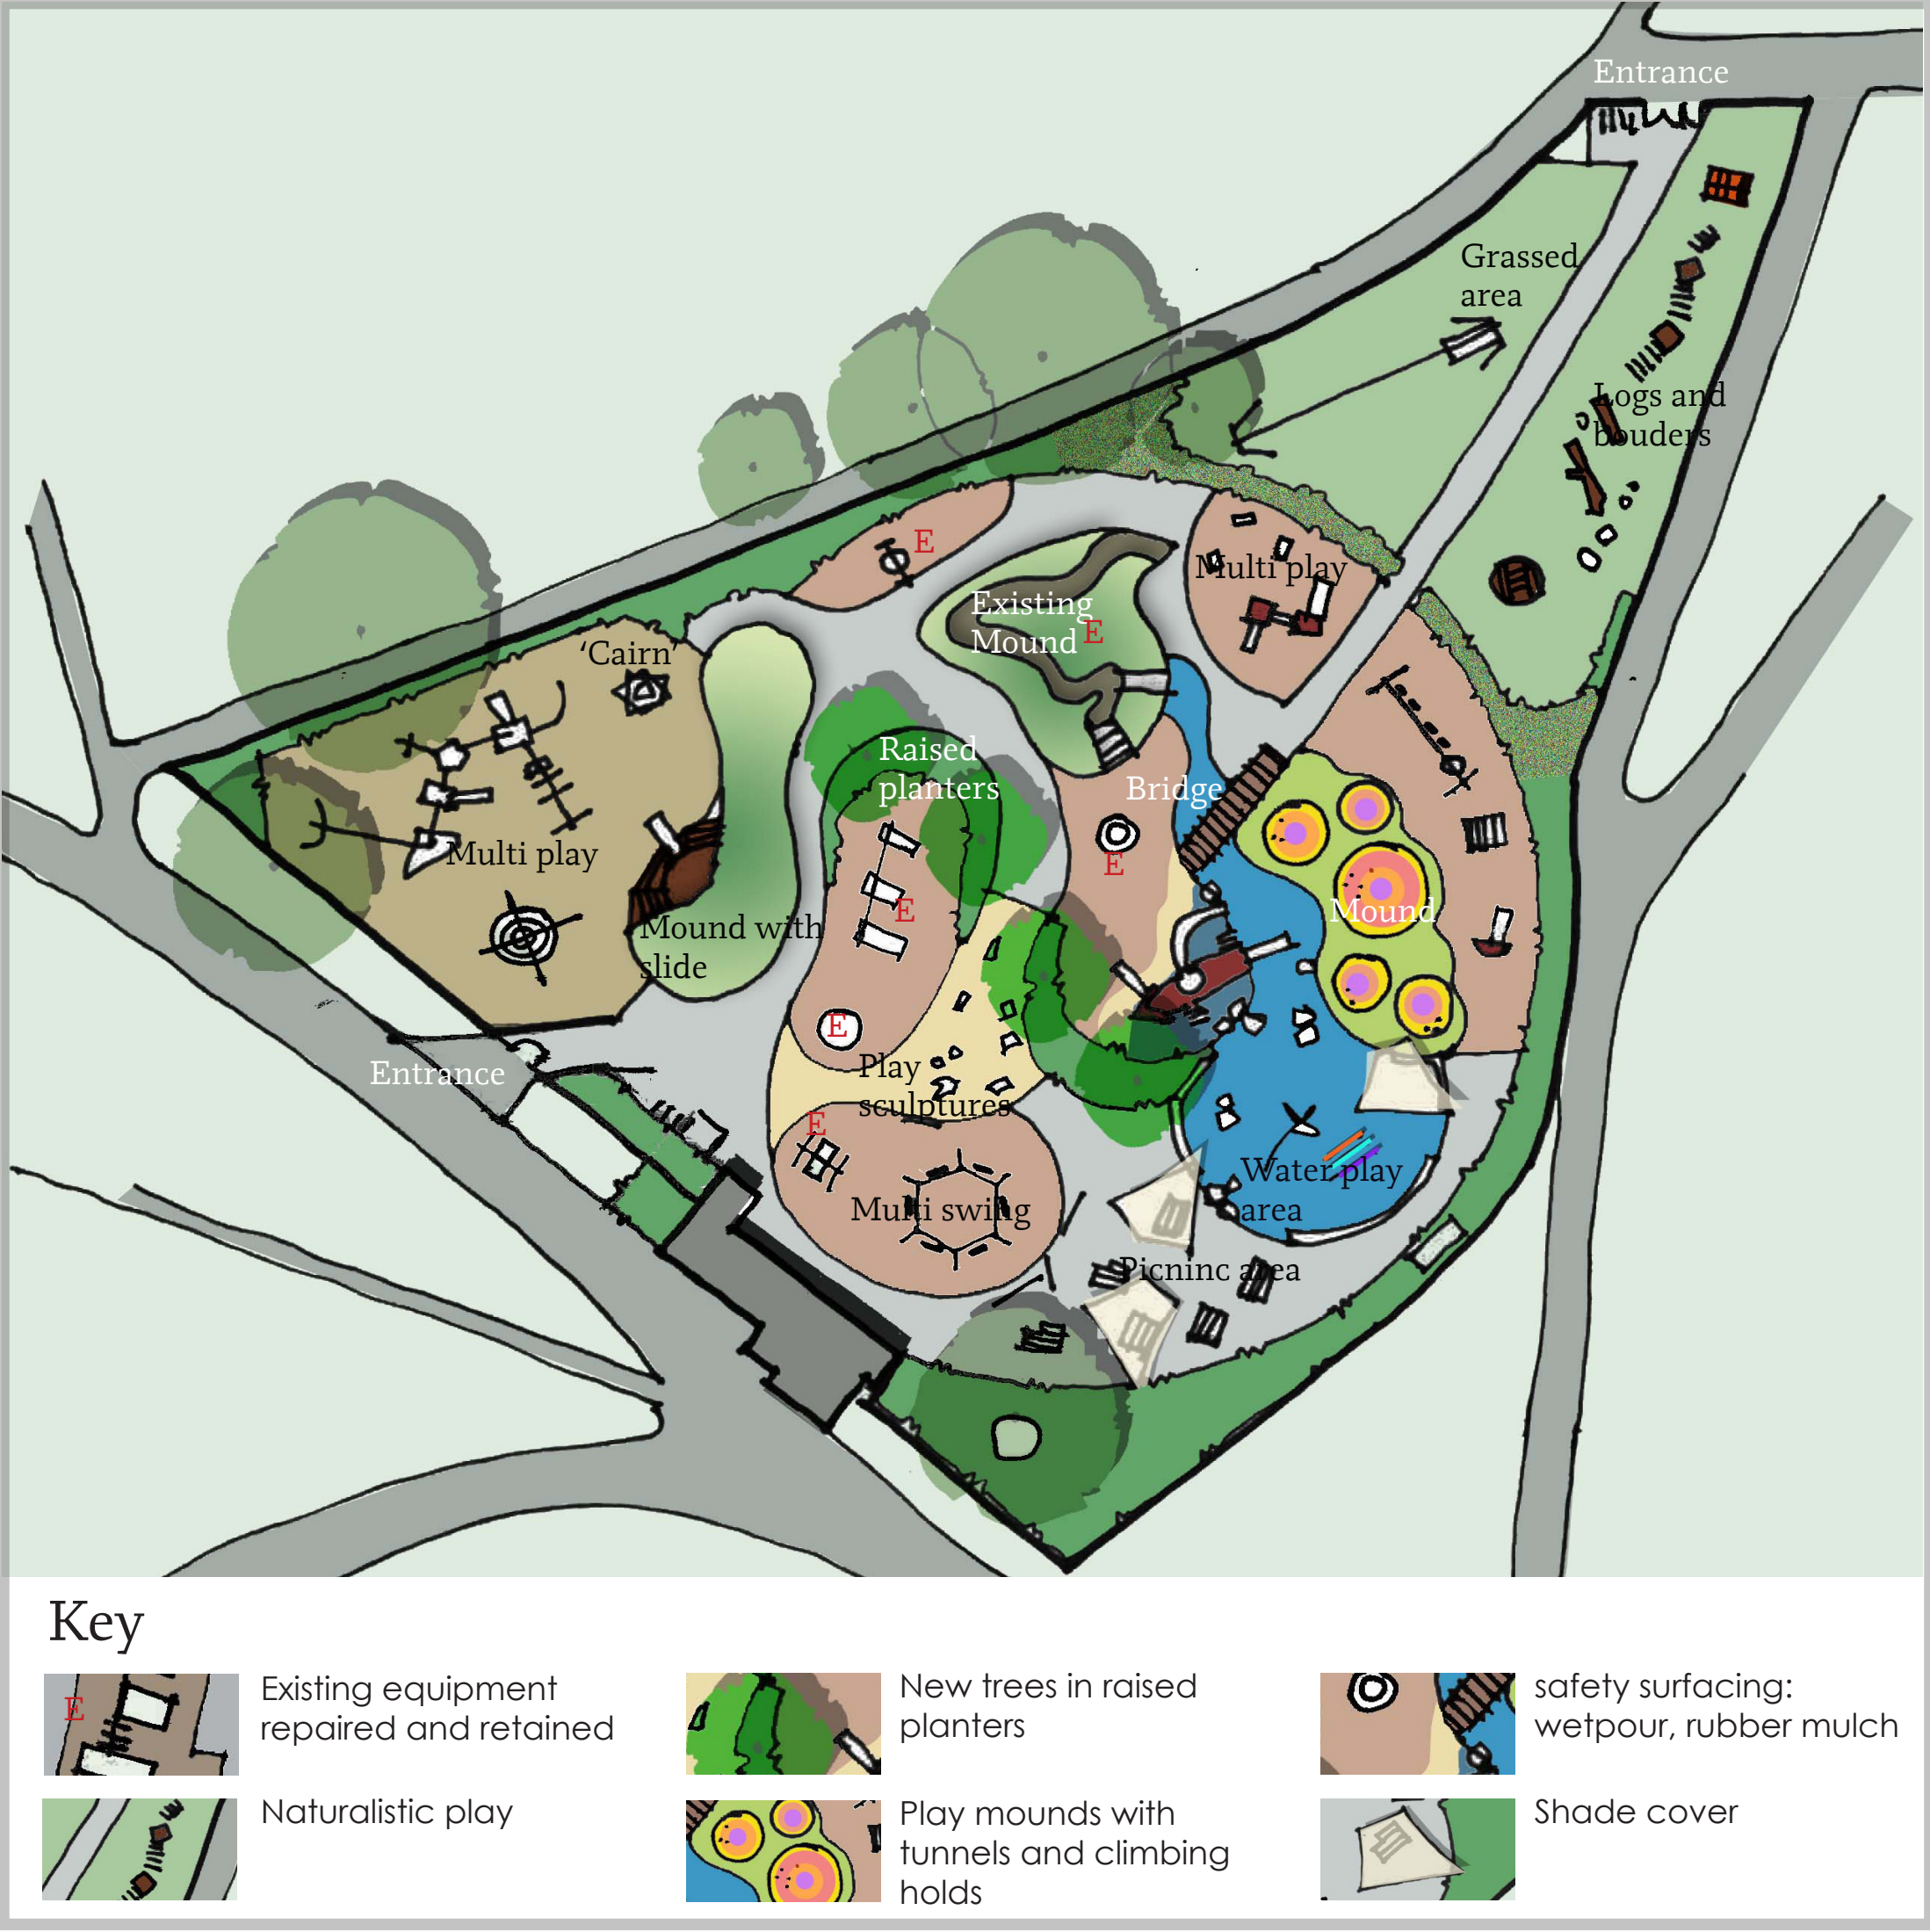 Entrance
Grassed
area
Logs and
bouders
E
Multi play
Existing
Mound E
'Cairn'
Raised
planters
Bridge
E
Multi play
E
Mound
Mound with
slide
E
Play
sculptures
Entrance
E
Multi swing
Water play
area
Picninc area
Key
E
Existing equipment
repaired and retained
New trees in raised
planters
safety surfacing:
wetpour, rubber mulch
Naturalistic play
Play mounds with
tunnels and climbing
holds
Shade cover